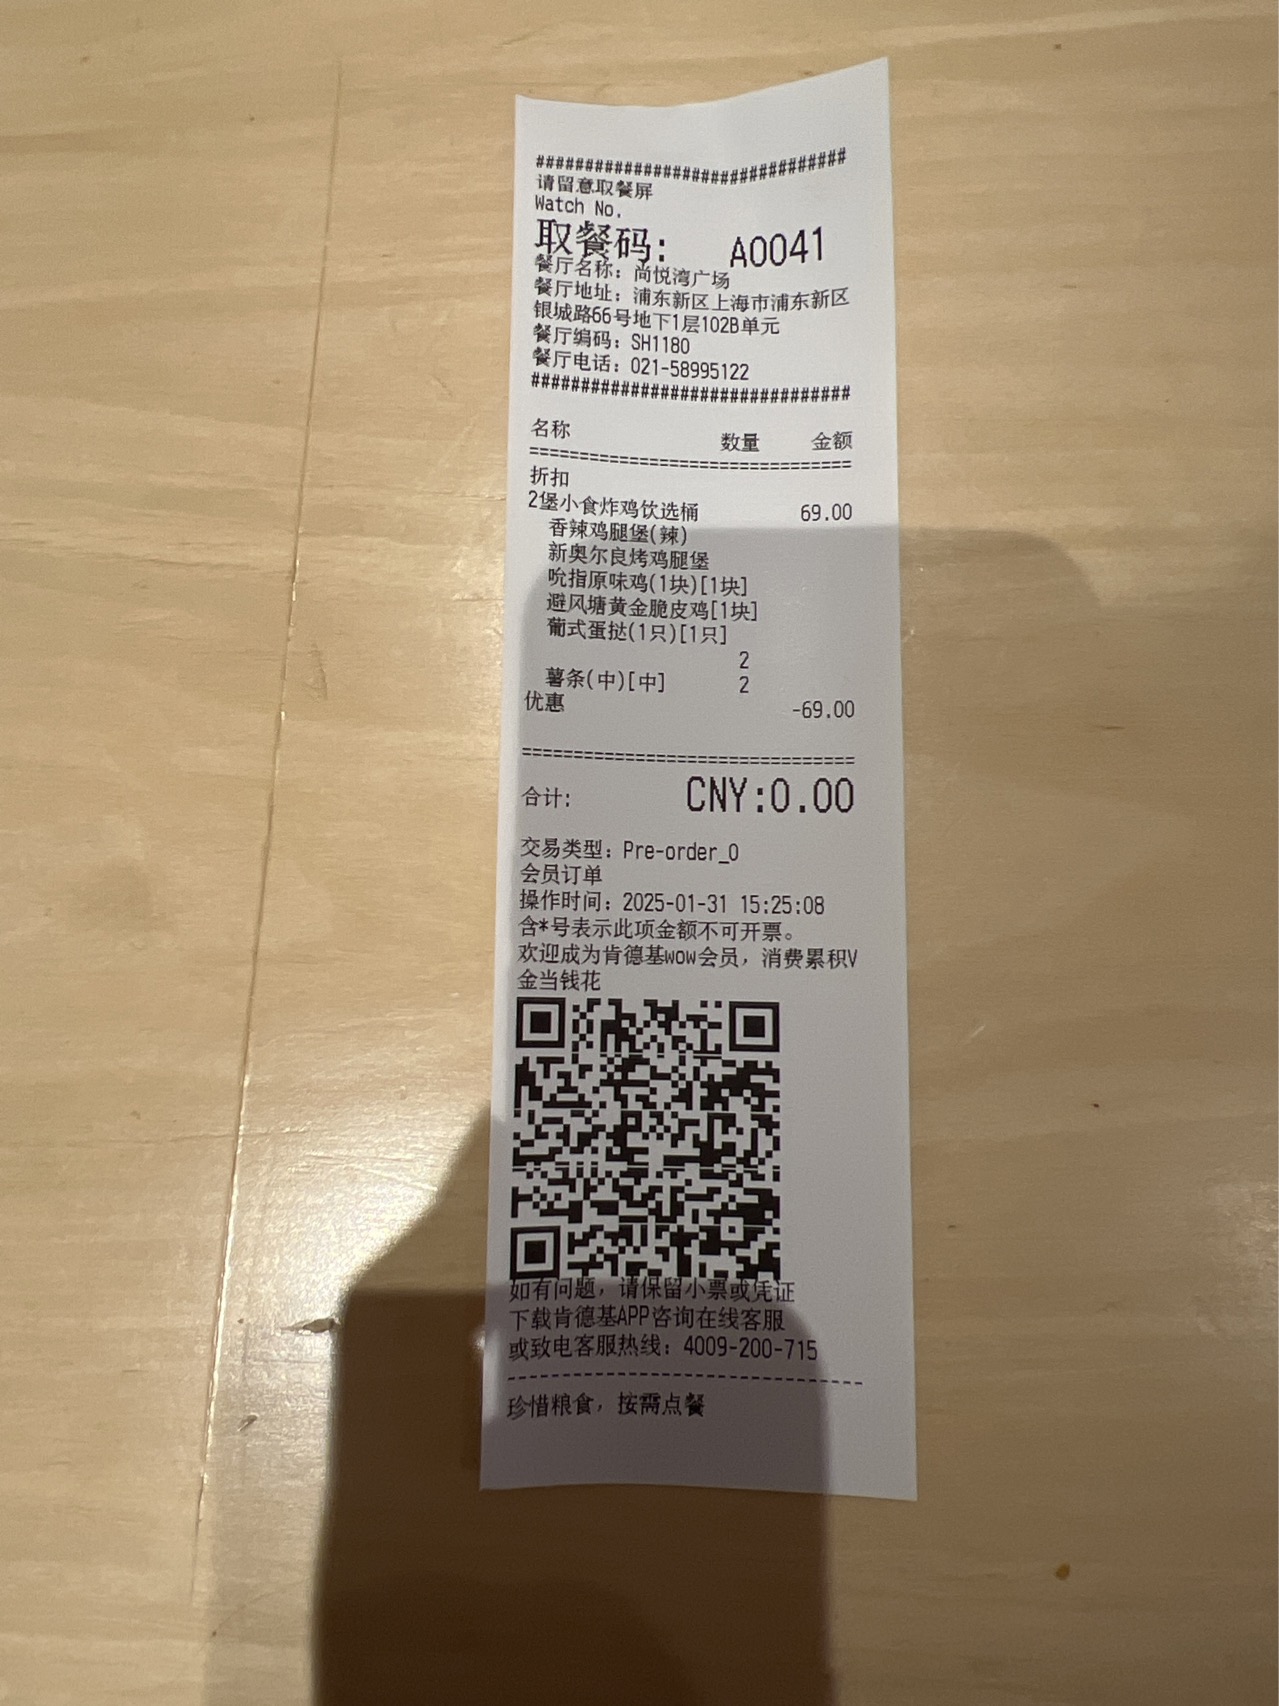 ################################
请留意取餐屏
Watch No.
取餐码: A0041
餐厅名称: 尚悦湾广场
餐厅地址: 浦东新区上海市浦东新区
银城路66号地下1层102B单元
餐厅编码: SH1180
餐厅电话: 021-58995122
################################
名称 数量 金额
================================
折扣
2堡小食炸鸡饮选桶 69.00
香辣鸡腿堡(辣)
新奥尔良烤鸡腿堡
吮指原味鸡(1块)[1块]
避风塘黄金脆皮鸡[1块]
葡式蛋挞(1只)[1只]
2
薯条(中)[中] 2
优惠 -69.00
================================
合计: CNY:0.00
交易类型: Pre-order_0
会员订单
操作时间: 2025-01-31 15:25:08
含*号表示此项金额不可开票。
欢迎成为肯德基wow会员, 消费累积V
金当钱花
如有问题, 请保留小票或凭证
下载肯德基APP咨询在线客服
或致电客服热线: 4009-200-715
--------------------------------
珍惜粮食, 按需点餐